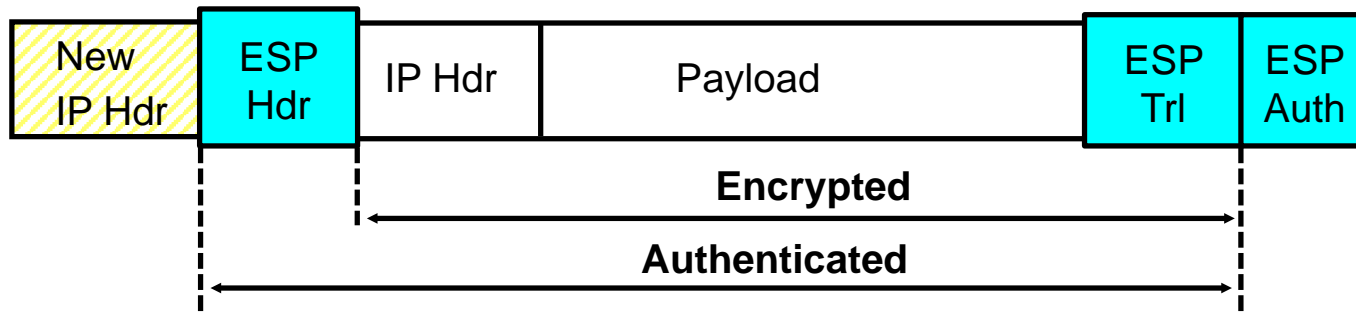 New
IP Hdr
ESP
Hdr
IP Hdr
Payload
ESP
Trl
ESP
Auth
Encrypted
Authenticated